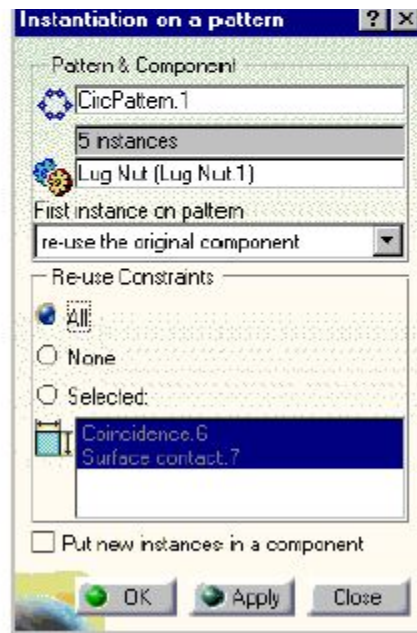 Instantiation on a pattern
Pattern & Component
CircPattern.1
5 instances
Lug Nut (Lug Nut.1)
First instance on pattern
re-use the original component
Re-use Constraints
All
None
Selected:
Coincidence.6
Surface contact.7
Put new instances in a component
OK Apply Close